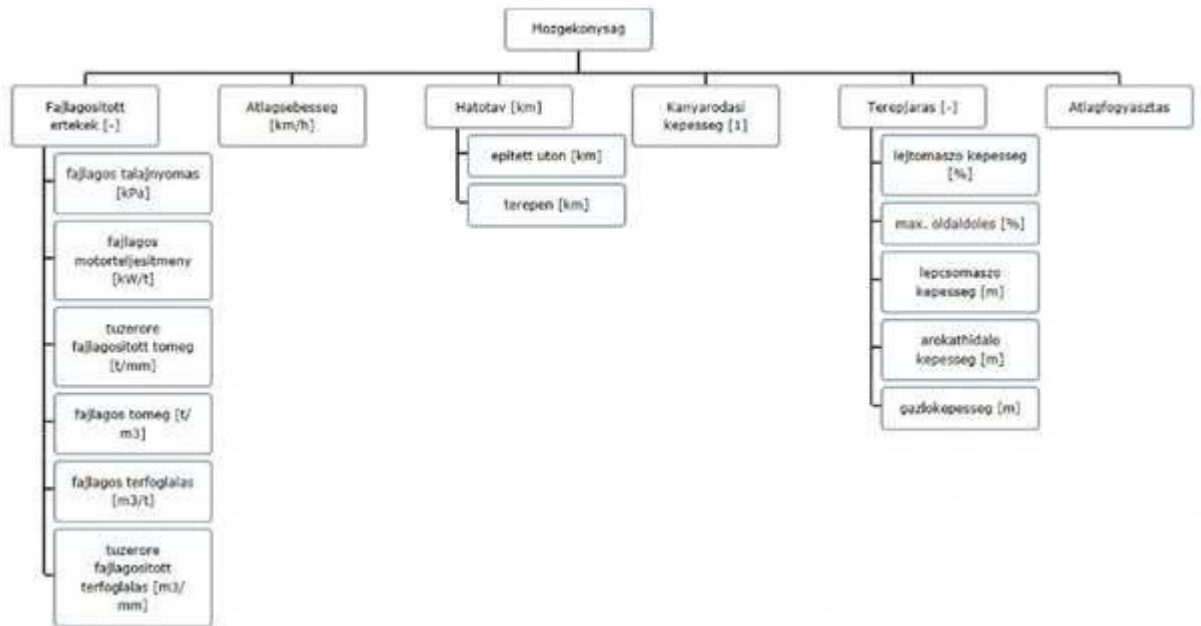 Mozgekonysag
Fajlagositott
ertekek [-]
fajlagos talajnyomas
[kPa]
fajlagos
motorteljesitmeny
[kW/t]
tuzerore
fajlagositott tomeg
[t/mm]
fajlagos tomeg [t/
m3]
fajlagos terfoglalas
[m3/t]
tuzerore
fajlagositott
terfoglalas [m3/
mm]
Atlagsebesseg
[km/h]
Hatotav [km]
epitett uton [km]
terepen [km]
Kanyarodasi
kepesseg [1]
Terepjaras [-]
lejtomaszo kepesseg
[%]
max. oldaldoles [%]
lepcsomaszo
kepesseg [m]
arokathidalo
kepesseg [m]
gazlokepesseg [m]
Atlagfogyasztas